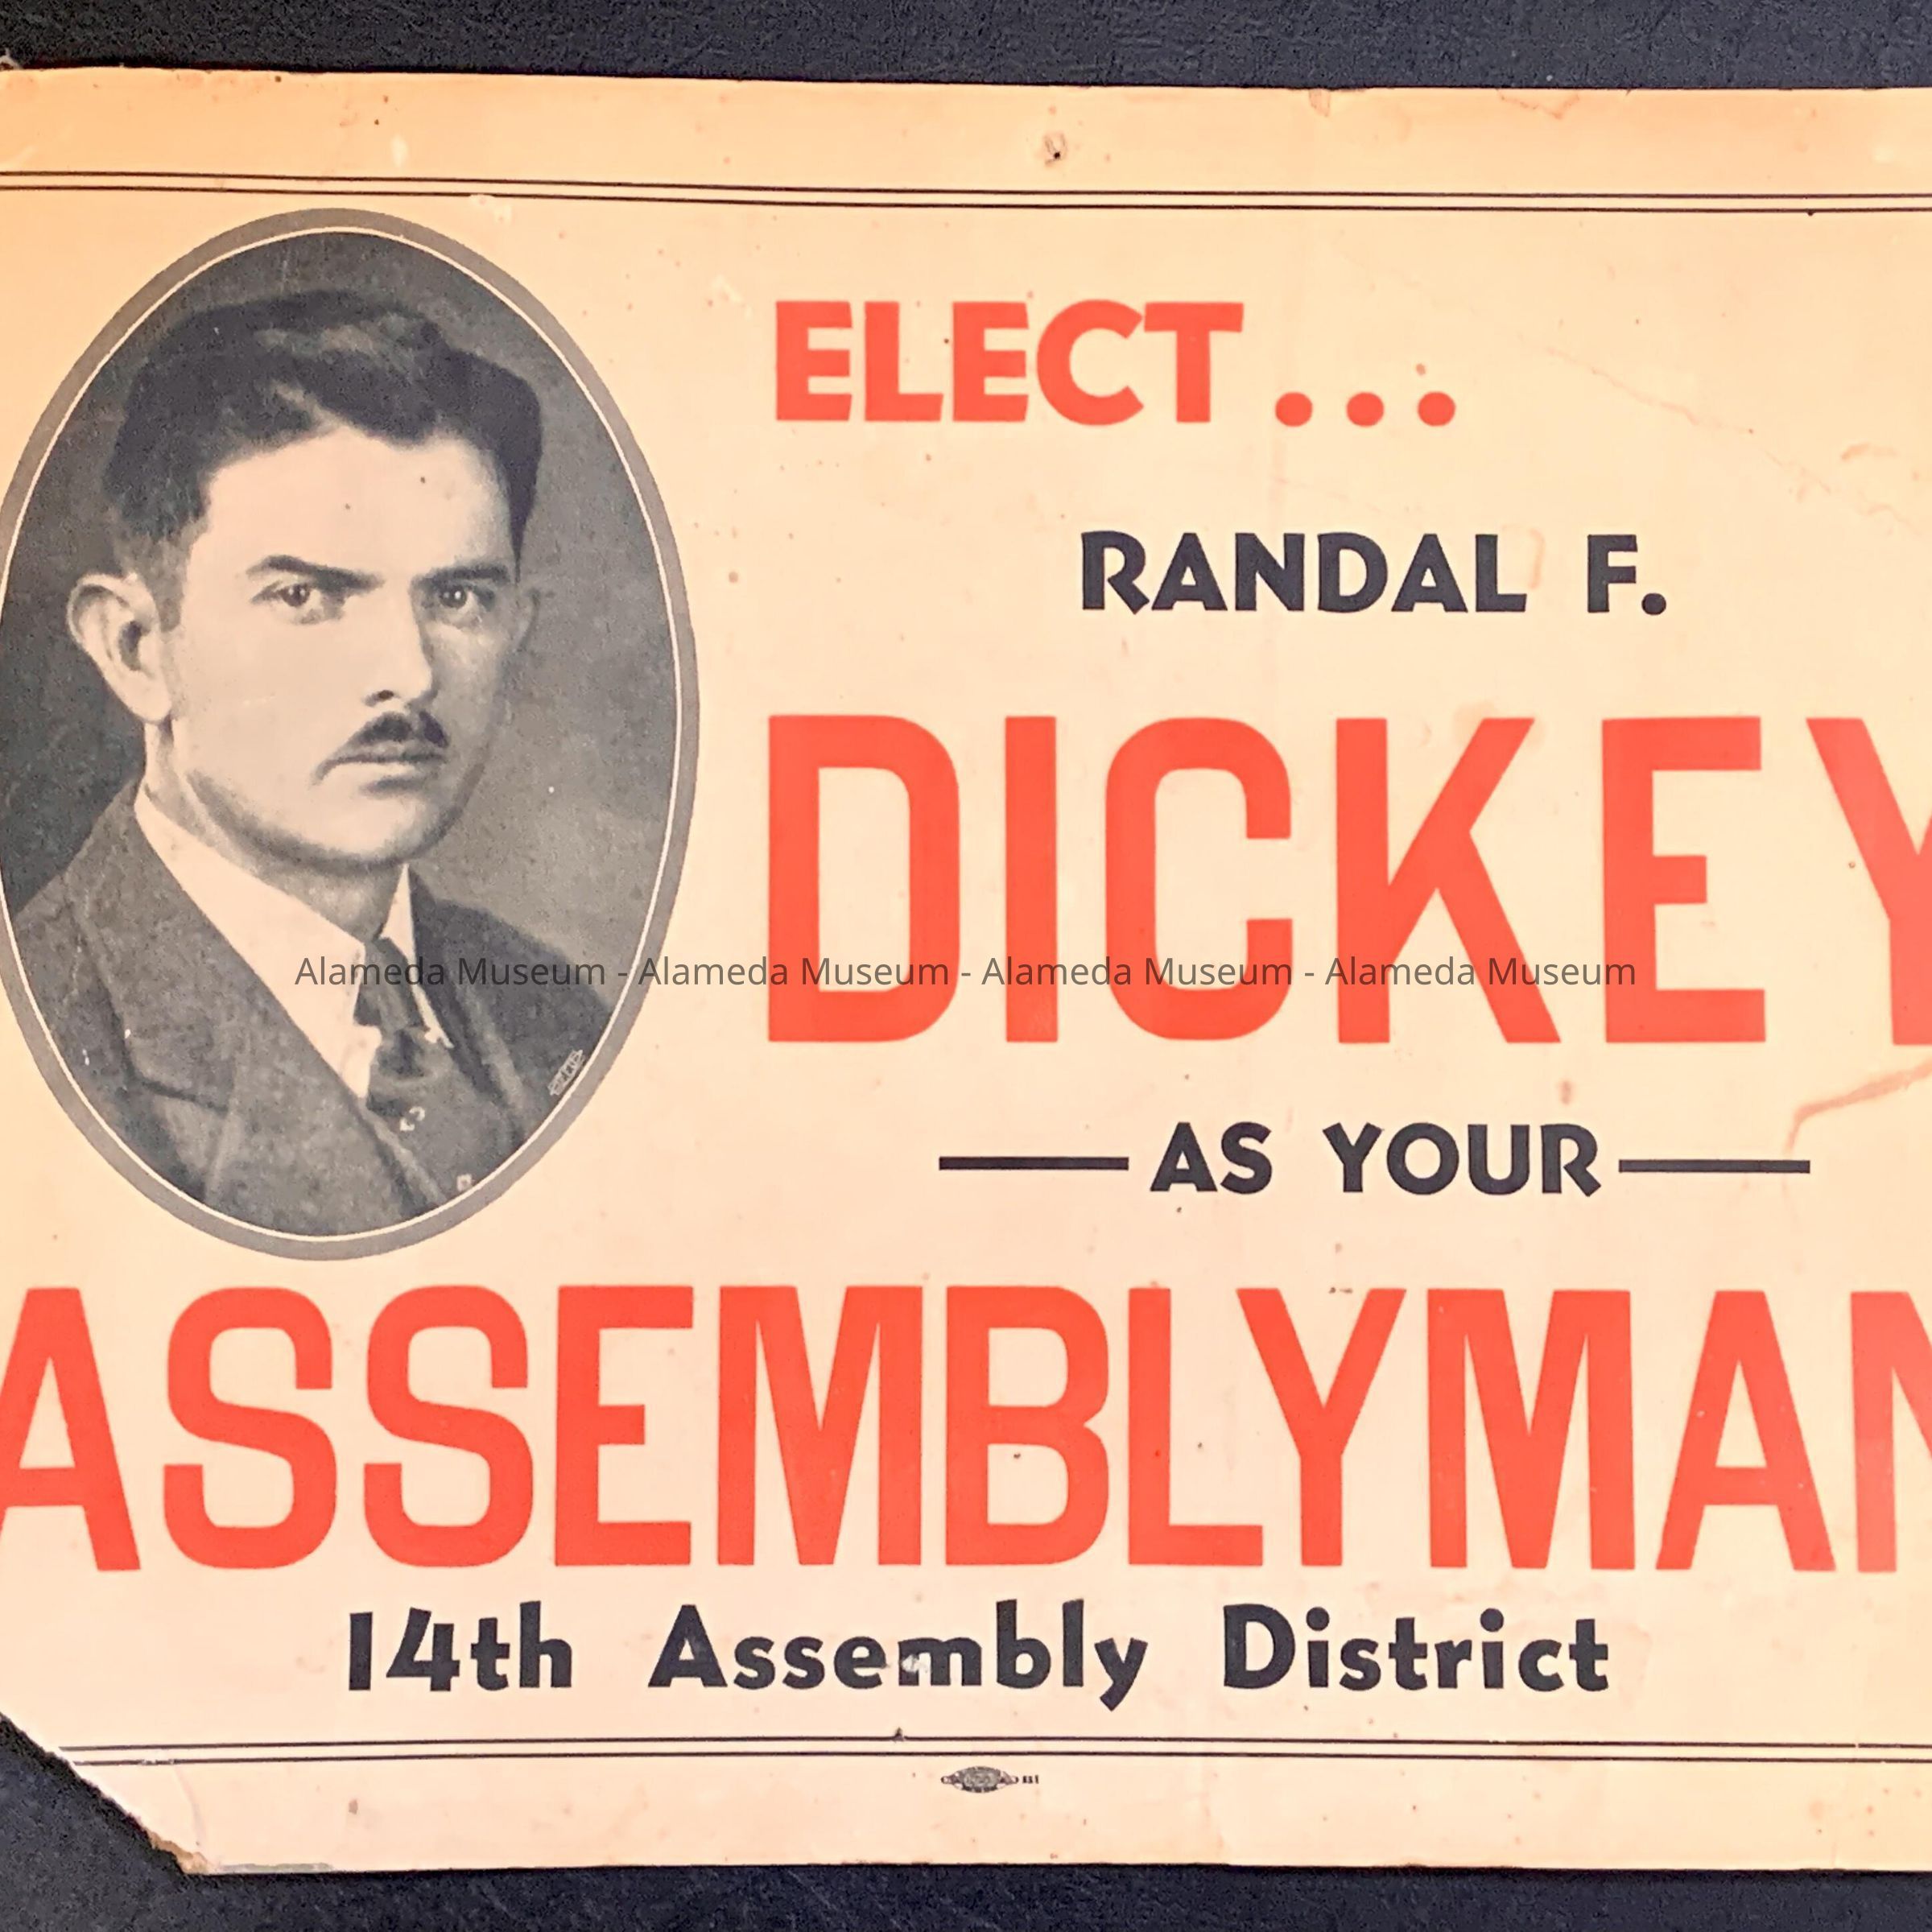 ELECT...
RANDAL F.
DICKEY
Alameda Museum - Alameda Museum - Alameda Museum - Alameda Museum
AS YOUR
ASSEMBLYMAN
14th Assembly District